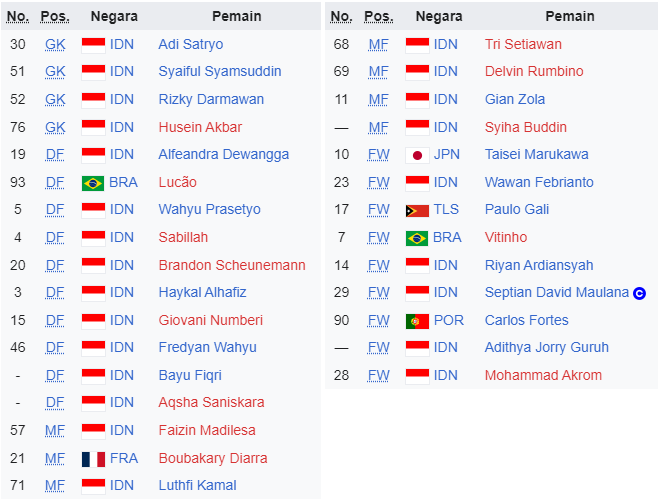 No. Pos. Negara Pemain
30 GK IDN Adi Satryo
51 GK IDN Syaiful Syamsuddin
52 GK IDN Rizky Darmawan
76 GK IDN Husein Akbar
19 DF IDN Alfeandra Dewangga
93 DF BRA Lucão
5 DF IDN Wahyu Prasetyo
4 DF IDN Sabillah
20 DF IDN Brandon Scheunemann
3 DF IDN Haykal Alhafiz
15 DF IDN Giovani Numberi
46 DF IDN Fredyan Wahyu
- DF IDN Bayu Fiqri
- DF IDN Aqsha Saniskara
57 MF IDN Faizin Madilesa
21 MF FRA Boubakary Diarra
71 MF IDN Luthfi Kamal
No. Pos. Negara Pemain
68 MF IDN Tri Setiawan
69 MF IDN Delvin Rumbino
11 MF IDN Gian Zola
— MF IDN Syiha Buddin
10 FW JPN Taisei Marukawa
23 FW IDN Wawan Febrianto
17 FW TLS Paulo Gali
7 FW BRA Vitinho
14 FW IDN Riyan Ardiansyah
29 FW IDN Septian David Maulana C
90 FW POR Carlos Fortes
— FW IDN Adithya Jorry Guruh
28 FW IDN Mohammad Akrom